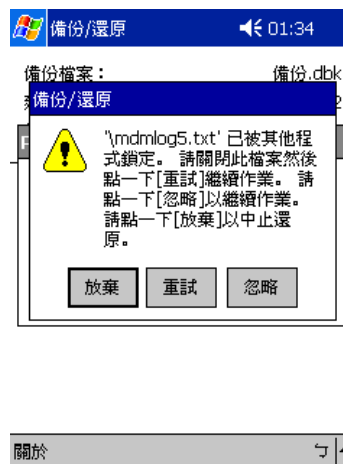 備份/還原 01:34
備份檔案： 備份.dbk
備份/還原
'\mdmlog5.txt' 已被其他程
式鎖定。 請關閉此檔案然後
點一下[重試]繼續作業。 請
點一下[忽略]以繼續作業。
請點一下[放棄]以中止還
原。
放棄 重試 忽略
關於 ㄅ